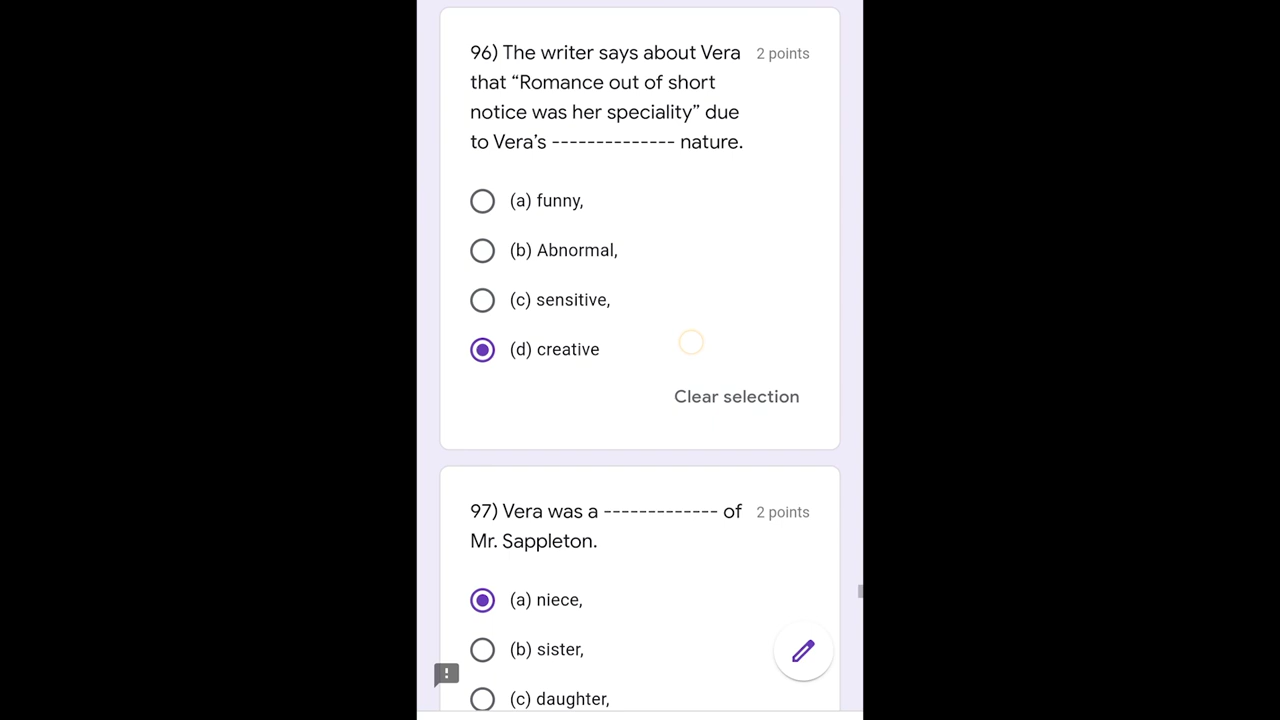 96) The writer says about Vera 2 points
that “Romance out of short
notice was her speciality” due
to Vera’s -------------- nature.
(a) funny,
(b) Abnormal,
(c) sensitive,
(d) creative
Clear selection
97) Vera was a ------------- of 2 points
Mr. Sappleton.
(a) niece,
(b) sister,
(c) daughter,